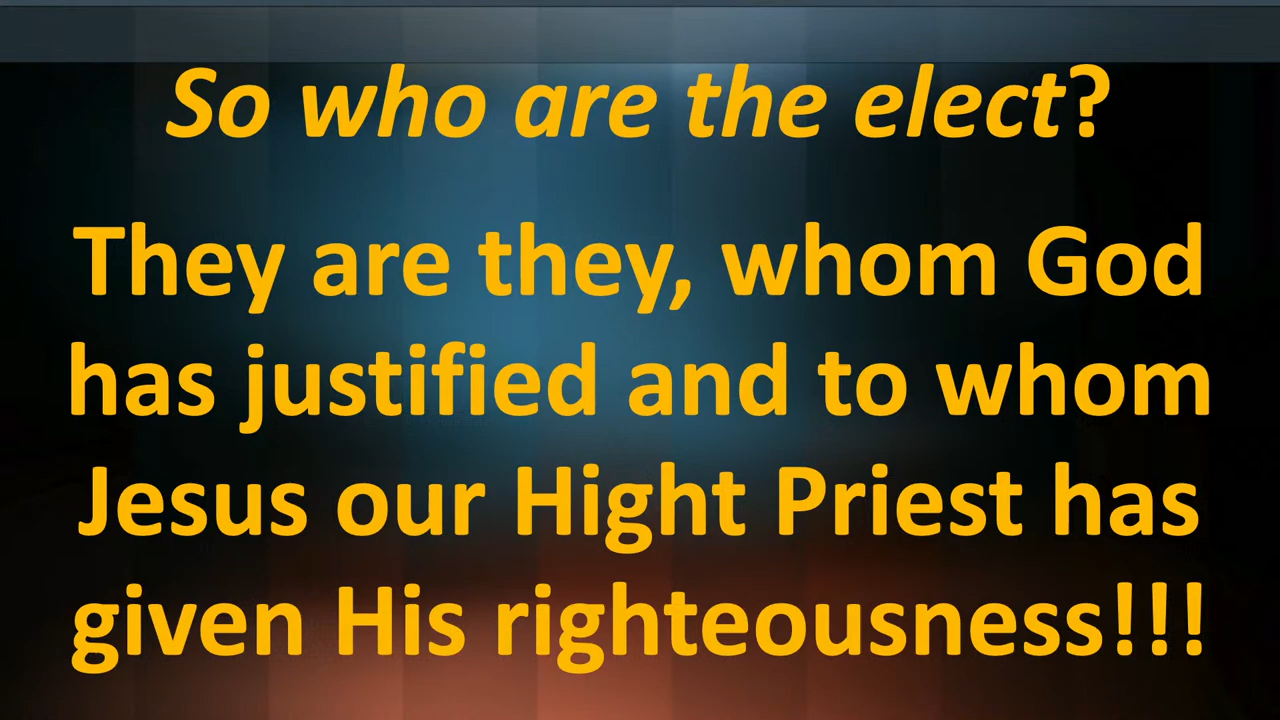 So who are the elect?
They are they, whom God
has justified and to whom
Jesus our Hight Priest has
given His righteousness!!!